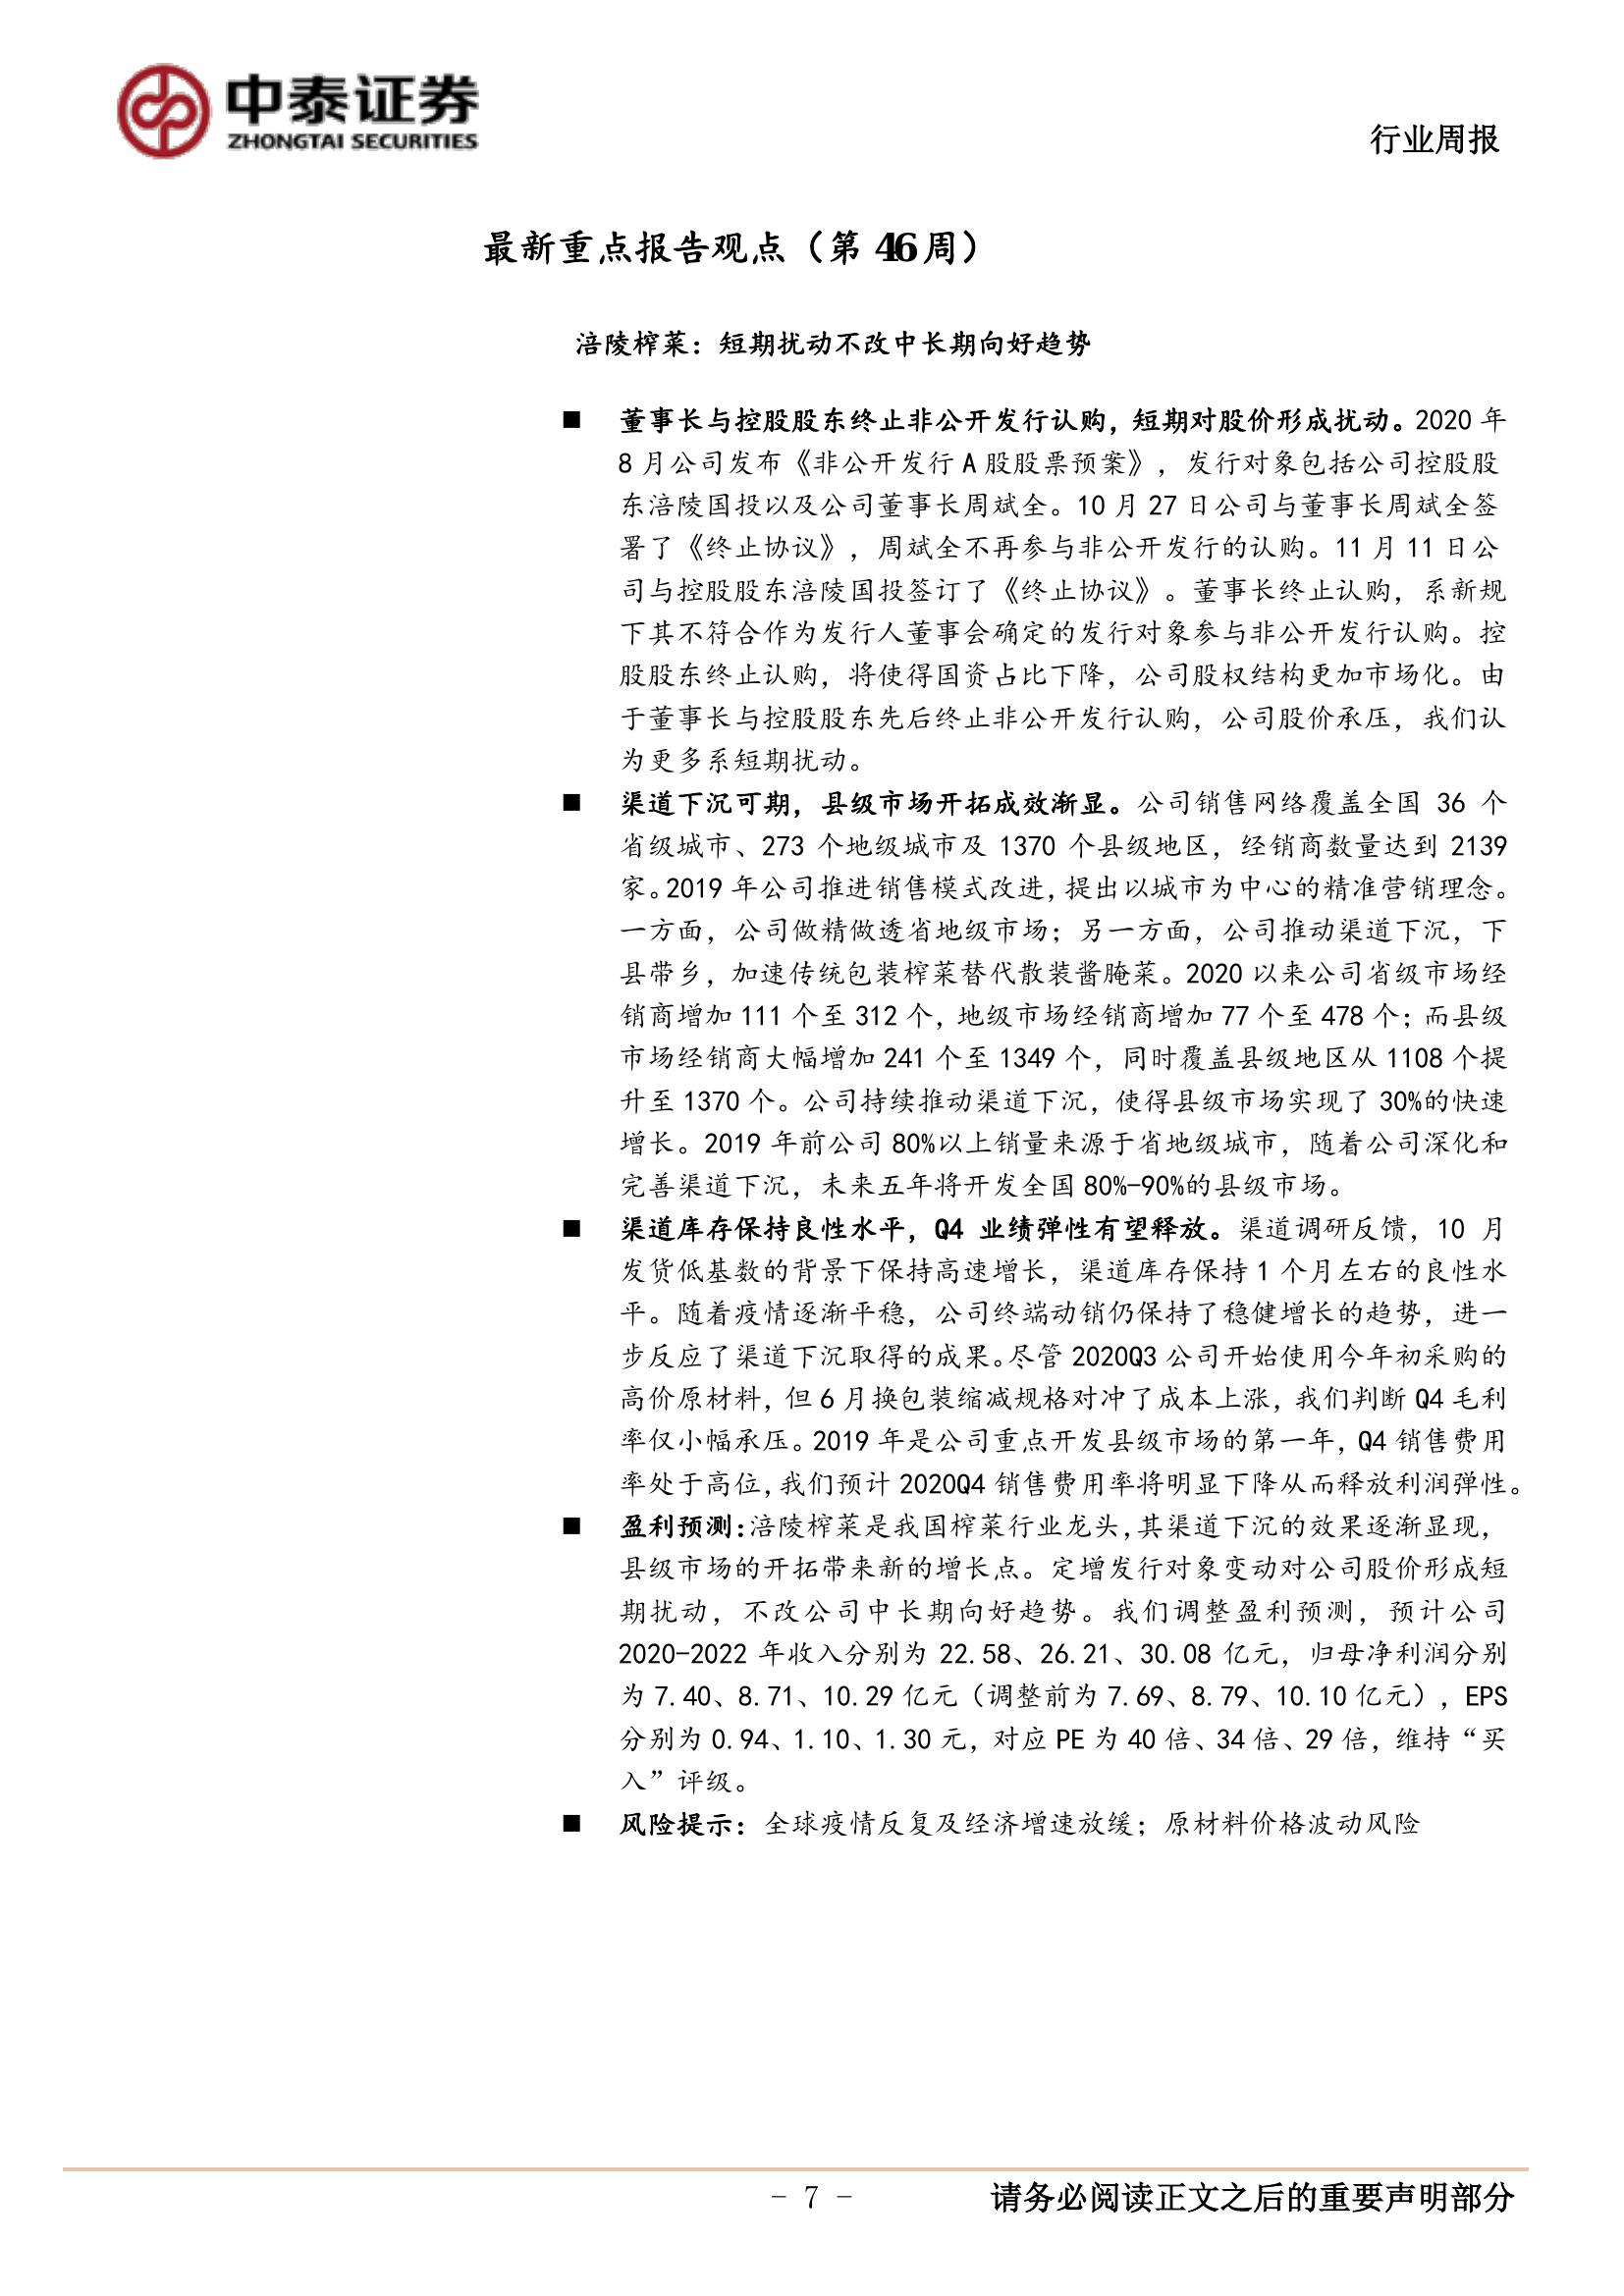 中泰证券
ZHONGTAI SECURITIES
行业周报
最新重点报告观点（第 46 周）
涪陵榨菜：短期扰动不改中长期向好趋势
■ 董事长与控股股东终止非公开发行认购，短期对股价形成扰动。2020 年
8 月公司发布《非公开发行 A 股股票预案》，发行对象包括公司控股股
东涪陵国投以及公司董事长周斌全。10 月 27 日公司与董事长周斌全签
署了《终止协议》，周斌全不再参与非公开发行的认购。11 月 11 日公
司与控股股东涪陵国投签订了《终止协议》。董事长终止认购，系新规
下其不符合作为发行人董事会确定的发行对象参与非公开发行认购。控
股股东终止认购，将使得国资占比下降，公司股权结构更加市场化。由
于董事长与控股股东先后终止非公开发行认购，公司股价承压，我们认
为更多系短期扰动。
■ 渠道下沉可期，县级市场开拓成效渐显。公司销售网络覆盖全国 36 个
省级城市、273 个地级城市及 1370 个县级地区，经销商数量达到 2139
家。2019 年公司推进销售模式改进，提出以城市为中心的精准营销理念。
一方面，公司做精做透省地级市场；另一方面，公司推动渠道下沉，下
县带乡，加速传统包装榨菜替代散装酱腌菜。2020 以来公司省级市场经
销商增加 111 个至 312 个，地级市场经销商增加 77 个至 478 个；而县级
市场经销商大幅增加 241 个至 1349 个，同时覆盖县级地区从 1108 个提
升至 1370 个。公司持续推动渠道下沉，使得县级市场实现了 30%的快速
增长。2019 年前公司 80%以上销量来源于省地级城市，随着公司深化和
完善渠道下沉，未来五年将开发全国 80%-90%的县级市场。
■ 渠道库存保持良性水平，Q4 业绩弹性有望释放。渠道调研反馈，10 月
发货低基数的背景下保持高速增长，渠道库存保持 1 个月左右的良性水
平。随着疫情逐渐平稳，公司终端动销仍保持了稳健增长的趋势，进一
步反应了渠道下沉取得的成果。尽管 2020Q3 公司开始使用今年初采购的
高价原材料，但 6 月换包装缩减规格对冲了成本上涨，我们判断 Q4 毛利
率仅小幅承压。2019 年是公司重点开发县级市场的第一年，Q4 销售费用
率处于高位，我们预计 2020Q4 销售费用率将明显下降从而释放利润弹性。
■ 盈利预测：涪陵榨菜是我国榨菜行业龙头，其渠道下沉的效果逐渐显现，
县级市场的开拓带来新的增长点。定增发行对象变动对公司股价形成短
期扰动，不改公司中长期向好趋势。我们调整盈利预测，预计公司
2020-2022 年收入分别为 22.58、26.21、30.08 亿元，归母净利润分别
为 7.40、8.71、10.29 亿元（调整前为 7.69、8.79、10.10 亿元），EPS
分别为 0.94、1.10、1.30 元，对应 PE 为 40 倍、34 倍、29 倍，维持“买
入”评级。
■ 风险提示：全球疫情反复及经济增速放缓；原材料价格波动风险
- 7 -
请务必阅读正文之后的重要声明部分